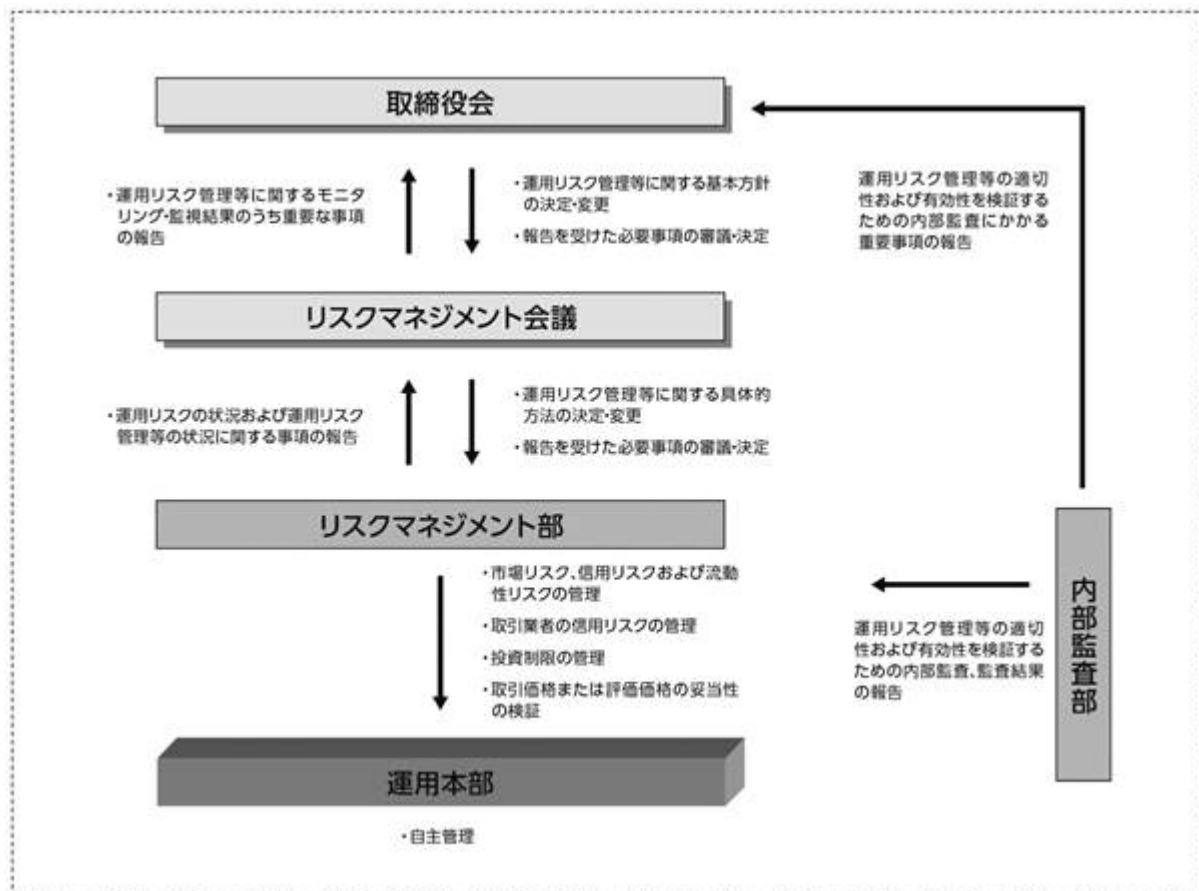 取締役会
・運用リスク管理等に関するモニタ
リング・監視結果のうち重要な事項
の報告
・運用リスク管理等に関する基本方針
の決定・変更
・報告を受けた必要事項の審議・決定
運用リスク管理等の適切
性および有効性を検証する
ための内部監査にかかる
重要事項の報告
リスクマネジメント会議
・運用リスクの状況および運用リスク
管理等の状況に関する事項の報告
・運用リスク管理等に関する具体的
方法の決定・変更
・報告を受けた必要事項の審議・決定
リスクマネジメント部
・市場リスク、信用リスクおよび流動
性リスクの管理
・取引業者の信用リスクの管理
・投資制限の管理
・取引価格または評価価格の妥当性
の検証
運用リスク管理等の適切
性および有効性を検証する
ための内部監査、監査結果
の報告
内部監査部
運用本部
・自主管理